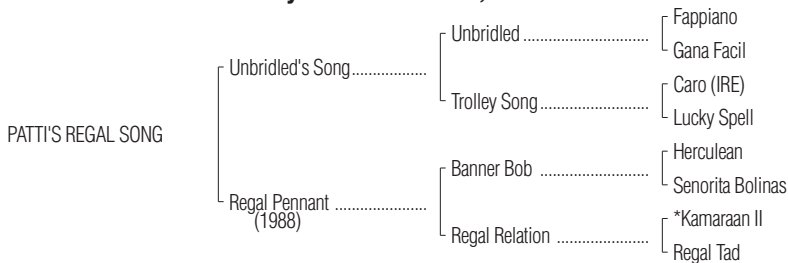 Fappiano
Unbridled ..................................
Gana Facil
Unbridled's Song..................
Caro (IRE)
Trolley Song.............................
Lucky Spell
PATTI'S REGAL SONG
Herculean
Banner Bob ..............................
Senorita Bolinas
Regal Pennant ......................
(1988)
*Kamaraan II
Regal Relation ........................
Regal Tad